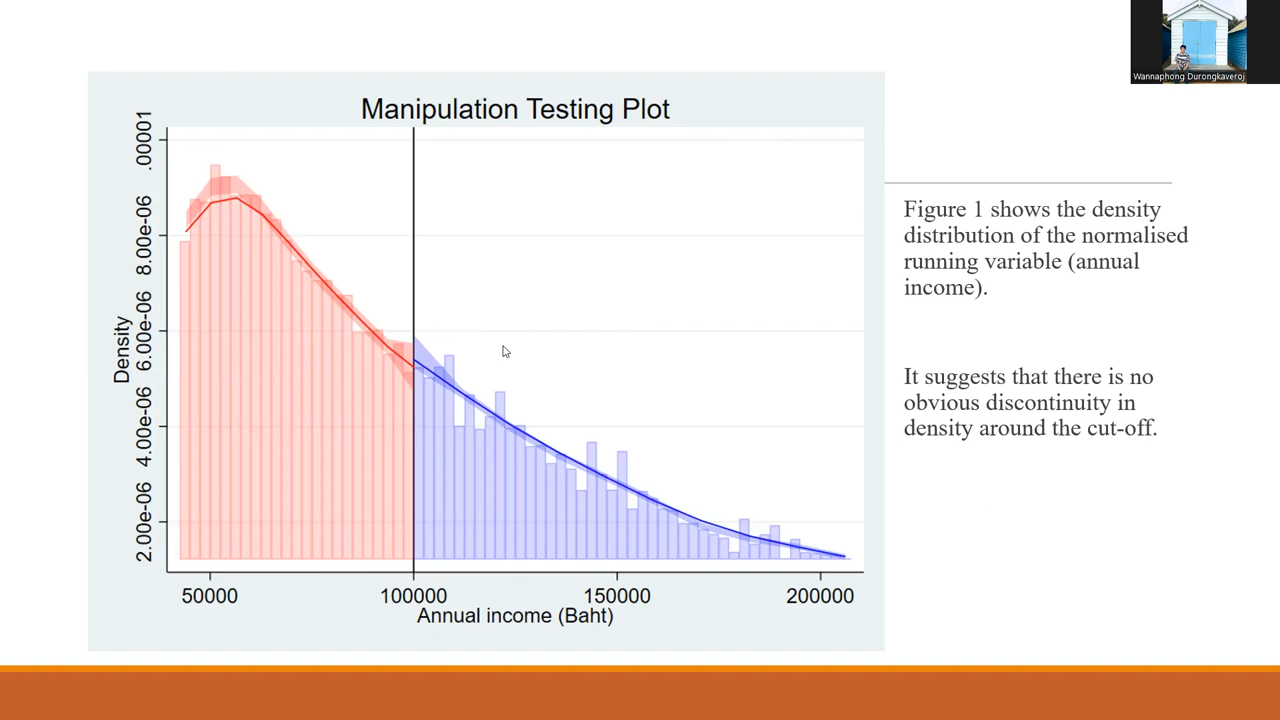 Wannaphong Durongkaveroj
Manipulation Testing Plot
.00001
8.00e-06
6.00e-06
4.00e-06
2.00e-06
Density
50000
100000
150000
200000
Annual income (Baht)
Figure 1 shows the density
distribution of the normalised
running variable (annual
income).
It suggests that there is no
obvious discontinuity in
density around the cut-off.